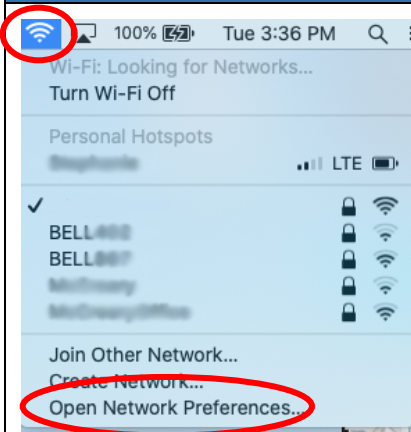 100% Tue 3:36 PM
Wi-Fi: Looking for Networks...
Turn Wi-Fi Off
Personal Hotspots
LTE
BELL
BELL
Join Other Network...
Create Network...
Open Network Preferences...